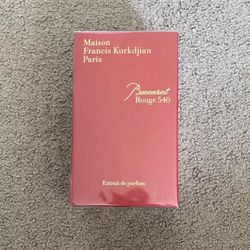 Maison
Francis Kurkdjian
Paris
Baccarat
Rouge 540
Extrait de parfum